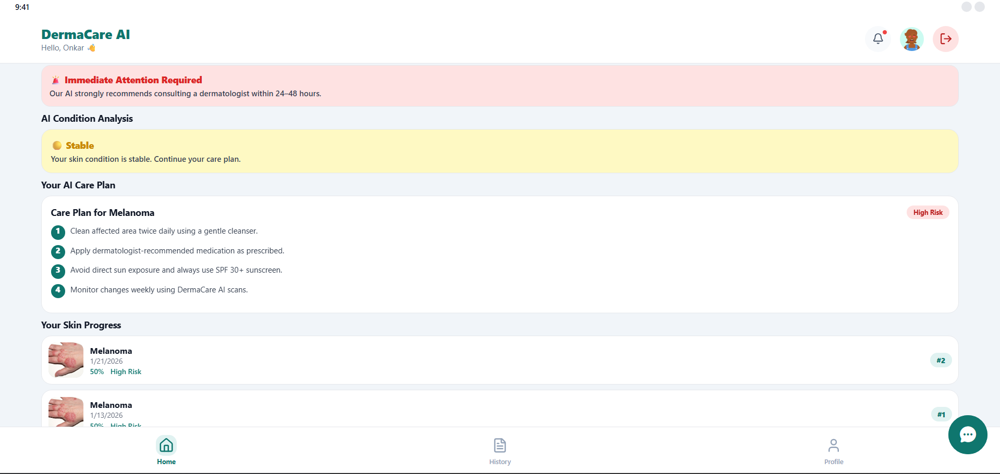 9:41
DermaCare AI
Hello, Onkar 👋
🚨 Immediate Attention Required
Our AI strongly recommends consulting a dermatologist within 24–48 hours.
AI Condition Analysis
🟡 Stable
Your skin condition is stable. Continue your care plan.
Your AI Care Plan
Care Plan for Melanoma
High Risk
1 Clean affected area twice daily using a gentle cleanser.
2 Apply dermatologist-recommended medication as prescribed.
3 Avoid direct sun exposure and always use SPF 30+ sunscreen.
4 Monitor changes weekly using DermaCare AI scans.
Your Skin Progress
Melanoma
1/21/2026
50% High Risk
#2
Melanoma
1/13/2026
50% High Risk
#1
Home
History
Profile